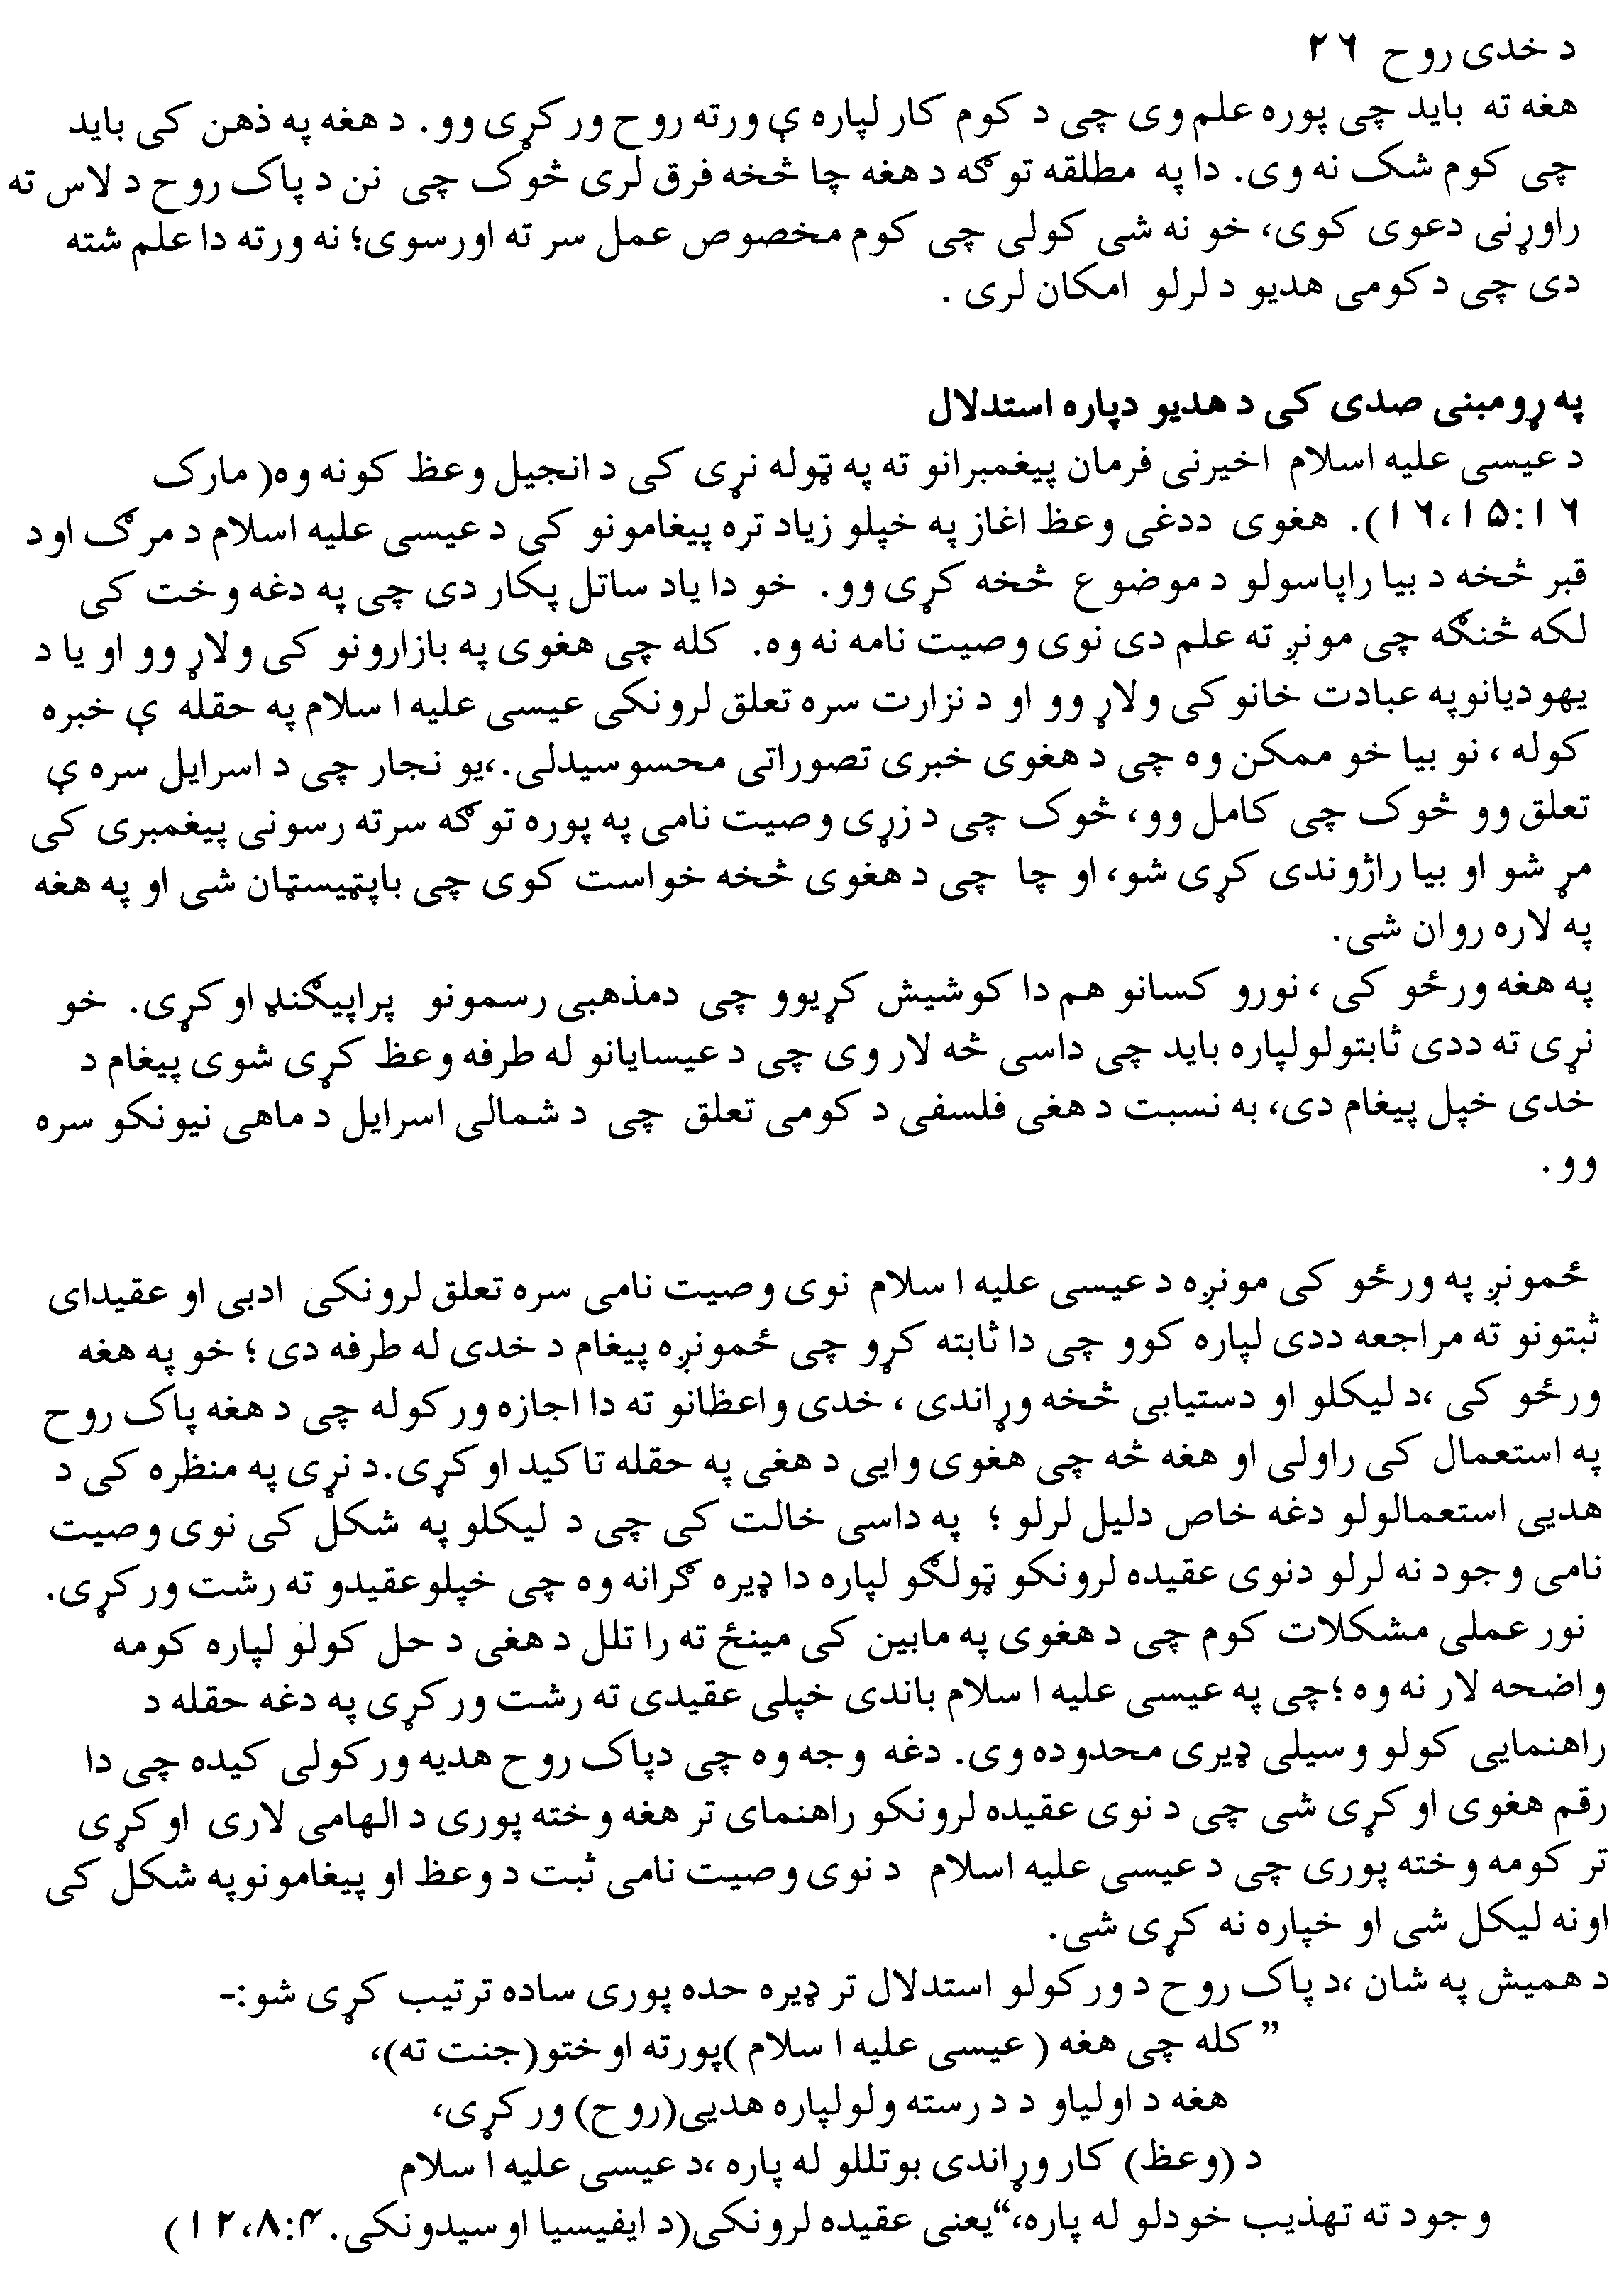 د خدی روح ۲۶
هغه ته باید چی پوره علم وی چی د کوم کار لپاره ې ورته روح ورکړی وو. د هغه په ذهن کی باید
چی کوم شک نه وی. دا په مطلقه توګه د هغه چا څخه فرق لری څوک چی نن د پاک روح د لاس ته
راوړنی دعوی کوی، خو نه شی کولی چی کوم مخصوص عمل سر ته اورسوی؛ نه ورته دا علم شته
دی چی د کومی هدیو د لرلو امکان لری .
په ړومبنی صدی کی د هدیو دپاره استدلال
د عیسی علیه اسلام اخیرنی فرمان پیغمبرانو ته په ټوله نړی کی د انجیل وعظ کونه وه( مارک
۱۶،۱۵:۱۶). هغوی ددغی وعظ اغاز په خپلو زیاد تره پیغامونو کی د عیسی علیه اسلام د مرګ او د
قبر څخه د بیا راپاسولو د موضوع څخه کړی وو. خو دا یاد ساتل پکار دی چی په دغه وخت کی
لکه څنګه چی مونږ ته علم دی نوی وصیت نامه نه وه. کله چی هغوی په بازارونو کی ولاړ وو او یا د
یهودیانوپه عبادت خانو کی ولاړ وو او د نزارت سره تعلق لرونکی عیسی علیه ا سلام په حقله ې خبره
کوله ، نو بیا خو ممکن وه چی د هغوی خبری تصوراتی محسوسیدلی.،یو نجار چی د اسرایل سره ې
تعلق وو څوک چی کامل وو، څوک چی د زړی وصیت نامی په پوره توګه سرته رسونی پیغمبری کی
مړ شو او بیا راژوندی کړی شو، او چا چی د هغوی څخه خواست کوی چی باپټیستان شی او په هغه
په لاره روان شی.
په هغه ورځو کی ، نورو کسانو هم دا کوشیش کړیوو چی دمذهبی رسمونو پراپیګنډ او کړی. خو
نړی ته ددی ثابتولولپاره باید چی داسی څه لار وی چی د عیسایانو له طرفه وعظ کړی شوی پیغام د
خدی خپل پیغام دی، به نسبت د هغی فلسفی د کومی تعلق چی د شمالی اسرایل د ماهی نیونکو سره
وو.
ځمونږ په ورځو کی مونږه د عیسی علیه ا سلام نوی وصیت نامی سره تعلق لرونکی ادبی او عقیدای
ثبتونو ته مراجعه ددی لپاره کوو چی دا ثابته کړو چی ځمونږه پیغام د خدی له طرفه دی ؛ خو په هغه
ورځو کی ،د لیکلو او دستیابی څخه وړاندی ، خدی واعظانو ته دا اجازه ورکوله چی د هغه پاک روح
په استعمال کی راولی او هغه څه چی هغوی وایی د هغی په حقله تاکید او کړی.د نړی په منظره کی د
هدیی استعمالولو دغه خاص دلیل لرلو ؛ په داسی خالت کی چی د لیکلو په شکل کی نوی وصیت
نامی وجود نه لرلو دنوی عقیده لرونکو ټولګو لپاره دا ډیره ګرانه وه چی خپلو عقیدو ته رشت ورکړی.
نور عملی مشکلات کوم چی د هغوی په مابین کی مینځ ته را تلل د هغی د حل کولو لپاره کومه
واضحه لار نه وه ؛چی په عیسی علیه ا سلام باندی خپلی عقیدی ته رشت ورکړی په دغه حقله د
راهنمایی کولو وسیلی ډیری محدوده وی. دغه وجه وه چی دپاک روح هدیه ورکولی کیده چی دا
رقم هغوی او کړی شی چی د نوی عقیده لرونکو راهنمای تر هغه وخته پوری د الهامی لاری او کړی
تر کومه وخته پوری چی د عیسی علیه اسلام د نوی وصیت نامی ثبت د وعظ او پیغامونوپه شکل کی
اونه لیکل شی او خپاره نه کړی شی.
د همیش په شان ،د پاک روح د ورکولو استدلال تر ډیره حده پوری ساده ترتیب کړی شو:-
” کله چی هغه ( عیسی علیه ا سلام )پورته اوختو(جنت ته)،
هغه د اولیاو د درسته ولولپاره هدیی(روح) ورکړی،
د (وعظ) کار وړاندی بوتللو له پاره ،د عیسی علیه ا سلام
وجود ته تهذیب خودلو له پاره،“یعنی عقیده لرونکی(د ایفیسیا اوسیدونکی. ۱۲،۸:۴)